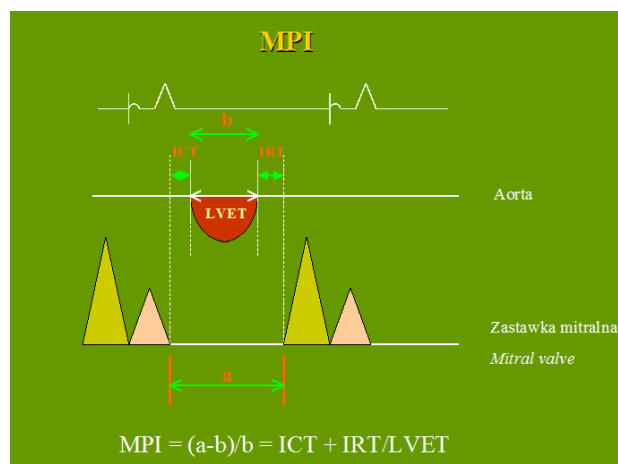 MPI
b
ICT IRT
Aorta
LVET
Zastawka mitralna
Mitral valve
a
MPI = (a-b)/b = ICT + IRT/LVET